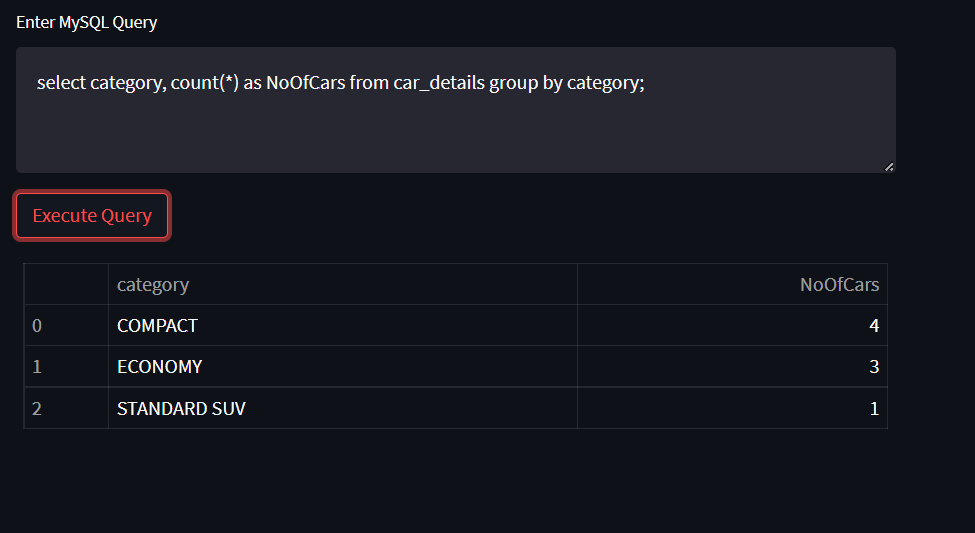 Enter MySQL Query
select category, count(*) as NoOfCars from car_details group by category;
Execute Query
category NoOfCars
0 COMPACT 4
1 ECONOMY 3
2 STANDARD SUV 1